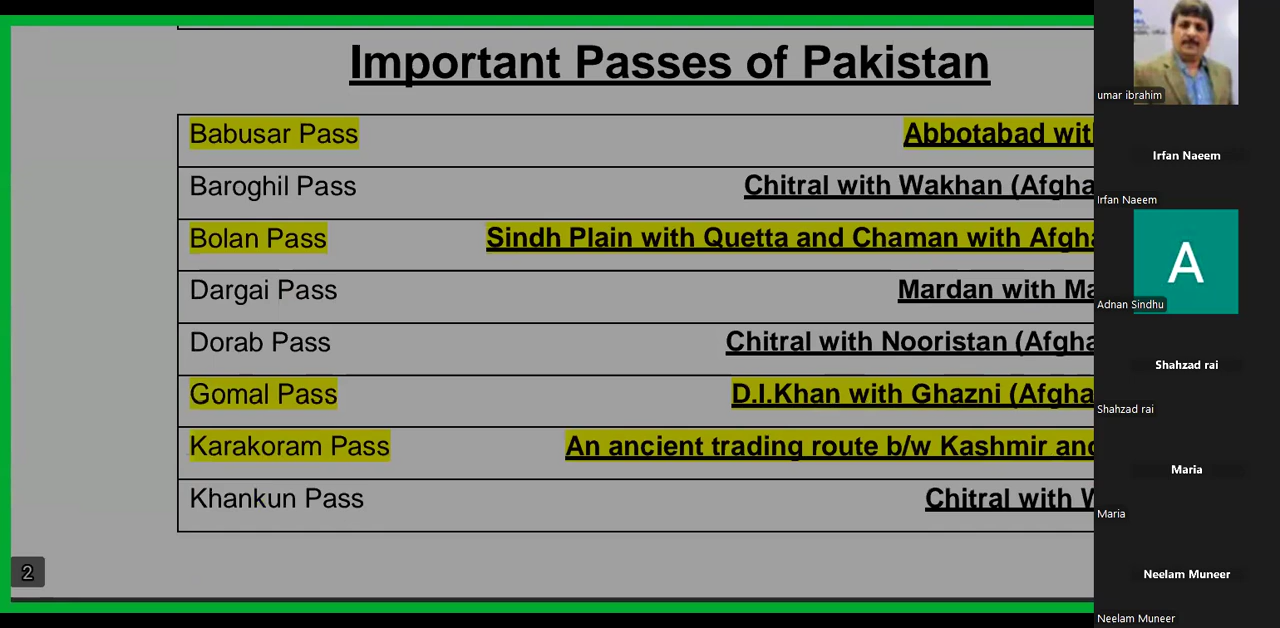 Important Passes of Pakistan
Babusar Pass Abbotabad with
Baroghil Pass Chitral with Wakhan (Afgha
Bolan Pass Sindh Plain with Quetta and Chaman with Afgha
Dargai Pass Mardan with Ma
Dorab Pass Chitral with Nooristan (Afgha
Gomal Pass D.I.Khan with Ghazni (Afgha
Karakoram Pass An ancient trading route b/w Kashmir and
Khankun Pass Chitral with W
2
umar ibrahim
Irfan Naeem
Irfan Naeem
A
Adnan Sindhu
Shahzad rai
Shahzad rai
Maria
Maria
Neelam Muneer
Neelam Muneer